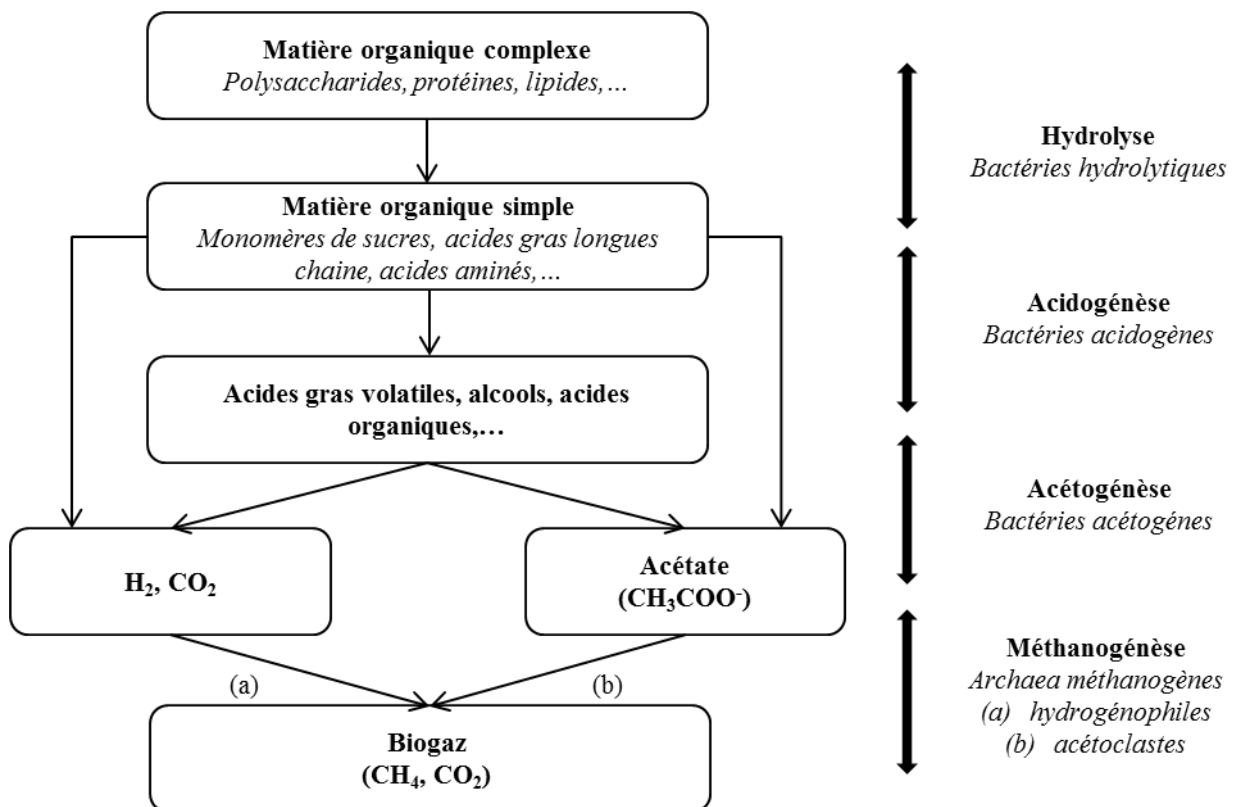 Matière organique complexe
Polysaccharides, protéines, lipides,…
Hydrolyse
Bactéries hydrolytiques
Matière organique simple
Monomères de sucres, acides gras longues
chaine, acides aminés,…
Acidogénèse
Bactéries acidogènes
Acides gras volatiles, alcools, acides
organiques,…
Acétogénèse
Bactéries acétogénes
H₂, CO₂
Acétate
(CH₃COO⁻)
(a)
(b)
Méthanogénèse
Archaea méthanogènes
(a) hydrogénophiles
(b) acétoclastes
Biogaz
(CH₄, CO₂)